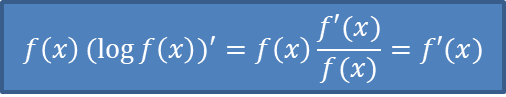 f(x) (log f(x))′ = f(x) f′(x)/f(x) = f′(x)